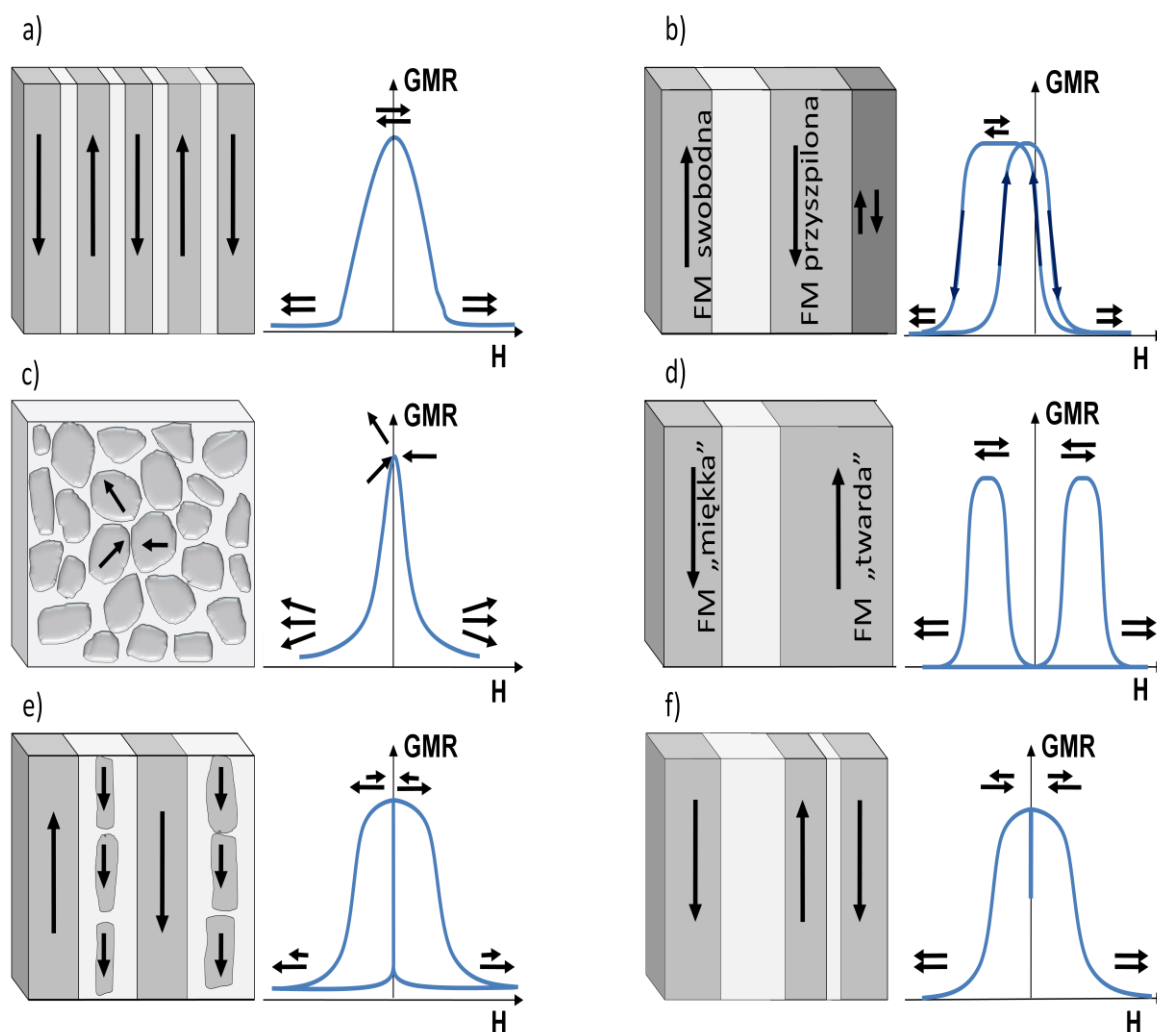 a)
GMR
H
b)
FM swobodna
FM przyszpilona
GMR
H
c)
GMR
H
d)
FM „miękka”
FM „twarda”
GMR
H
e)
GMR
H
f)
GMR
H